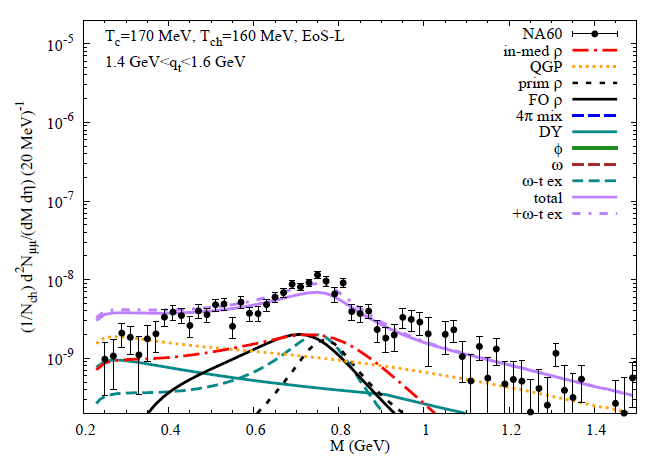 10⁻⁵
10⁻⁶
10⁻⁷
10⁻⁸
10⁻⁹
(1/N_ch) d²N_μμ/(dM dη) (20 MeV)⁻¹
T_c=170 MeV, T_ch=160 MeV, EoS-L
1.4 GeV<q_t<1.6 GeV
NA60
in-med ρ
QGP
prim ρ
FO ρ
4π mix
DY
ϕ
ω
ω-t ex
total
+ω-t ex
0.2 0.4 0.6 0.8 1 1.2 1.4
M (GeV)